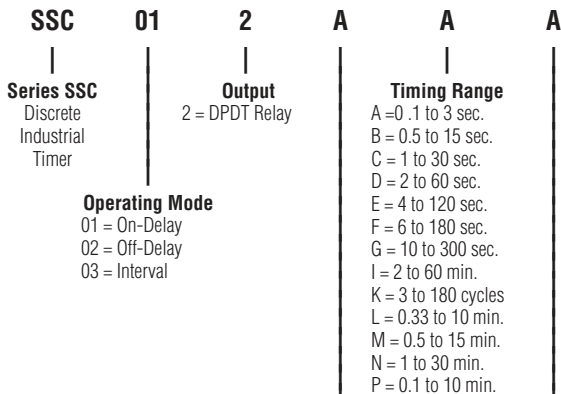 SSC 01 2 A A A
Series SSC
Discrete
Industrial
Timer
Output
2 = DPDT Relay
Operating Mode
01 = On-Delay
02 = Off-Delay
03 = Interval
Timing Range
A =0 .1 to 3 sec.
B = 0.5 to 15 sec.
C = 1 to 30 sec.
D = 2 to 60 sec.
E = 4 to 120 sec.
F = 6 to 180 sec.
G = 10 to 300 sec.
I = 2 to 60 min.
K = 3 to 180 cycles
L = 0.33 to 10 min.
M = 0.5 to 15 min.
N = 1 to 30 min.
P = 0.1 to 10 min.